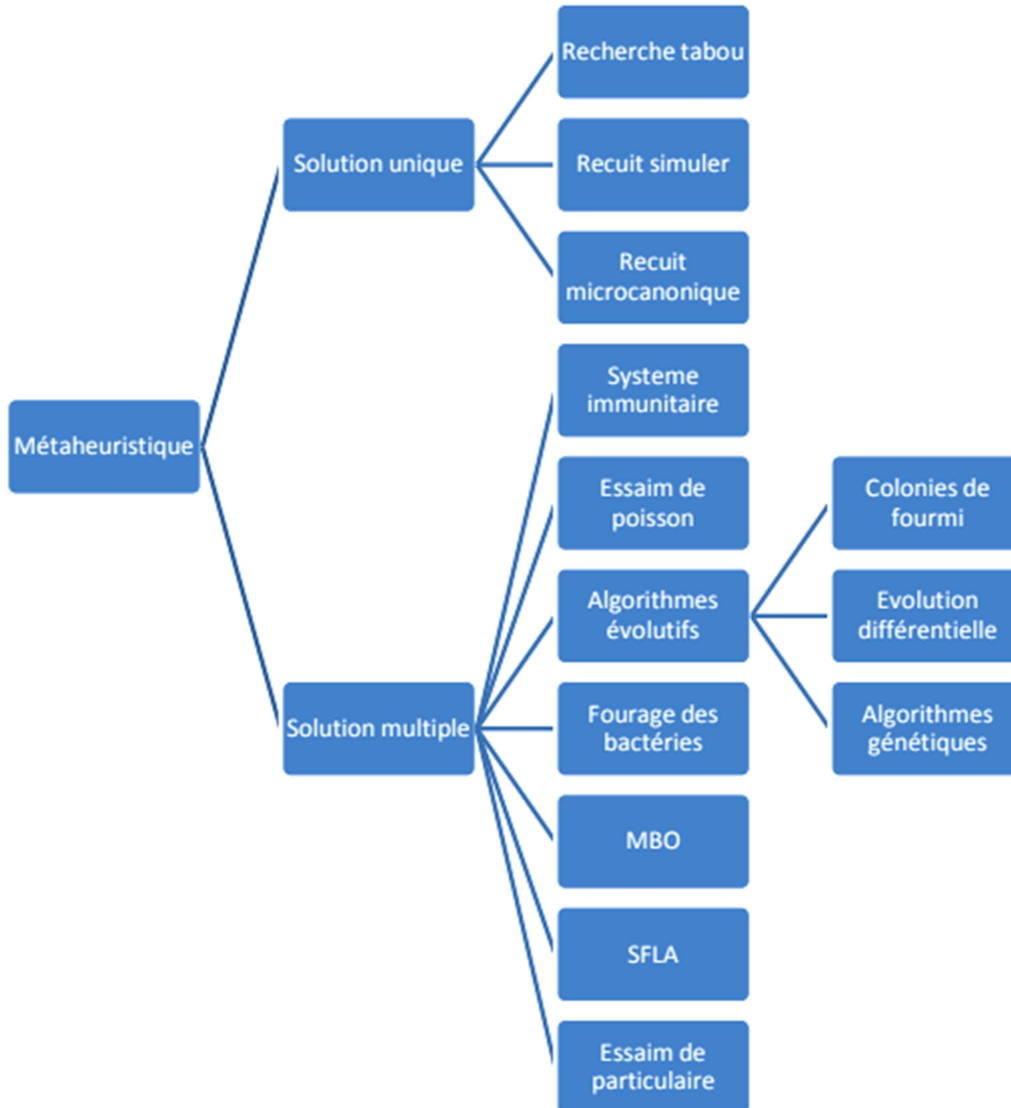 Recherche tabou
Solution unique
Recuit simuler
Recuit
microcanonique
Systeme
immunitaire
Métaheuristique
Essaim de
poisson
Colonies de
fourmi
Algorithmes
évolutifs
Evolution
différentielle
Solution multiple
Fourage des
bactéries
Algorithmes
génétiques
MBO
SFLA
Essaim de
particulaire